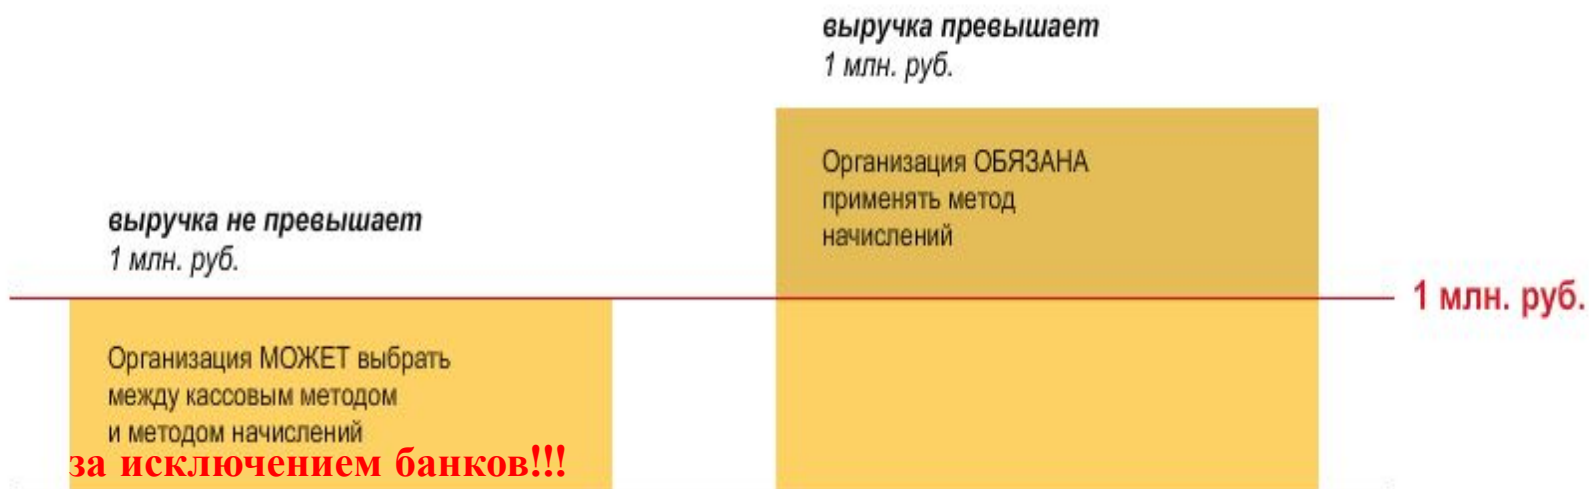 выручка не превышает
1 млн. руб.
Организация МОЖЕТ выбрать
между кассовым методом
и методом начислений
за исключением банков!!!
выручка превышает
1 млн. руб.
Организация ОБЯЗАНА
применять метод
начислений
1 млн. руб.